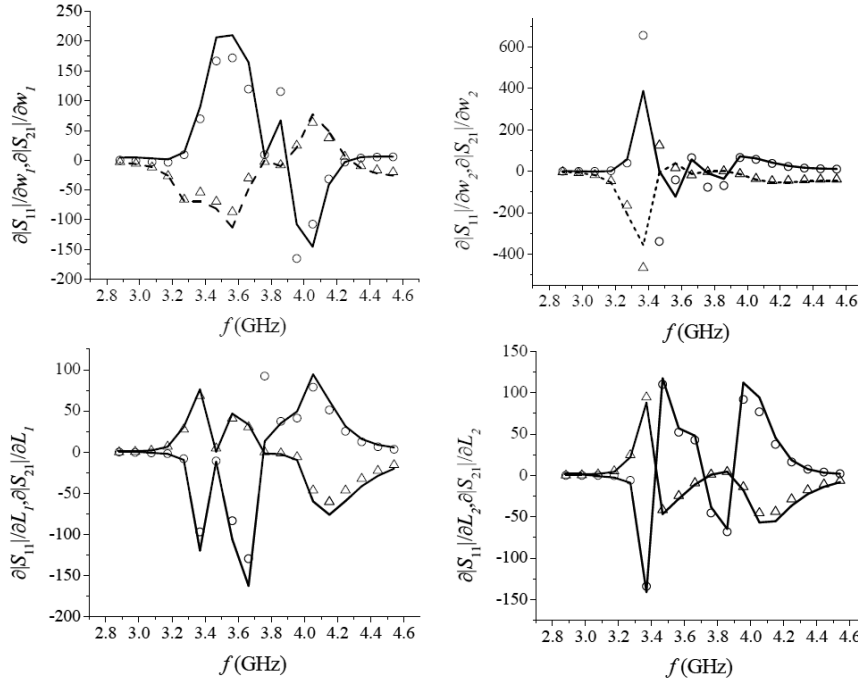 250
200
150
100
50
0
-50
-100
-150
-200
∂|S₁₁|/∂w₁,∂|S₂₁|/∂w₁
2.8 3.0 3.2 3.4 3.6 3.8 4.0 4.2 4.4 4.6
f(GHz)
600
400
200
0
-200
-400
∂|S₁₁|/∂w₂,∂|S₂₁|/∂w₂
2.8 3.0 3.2 3.4 3.6 3.8 4.0 4.2 4.4 4.6
f(GHz)
100
50
0
-50
-100
-150
-200
∂|S₁₁|/∂L₁,∂|S₂₁|/∂L₁
2.8 3.0 3.2 3.4 3.6 3.8 4.0 4.2 4.4 4.6
f(GHz)
150
100
50
0
-50
-100
-150
∂|S₁₁|/∂L₂,∂|S₂₁|/∂L₂
2.8 3.0 3.2 3.4 3.6 3.8 4.0 4.2 4.4 4.6
f(GHz)